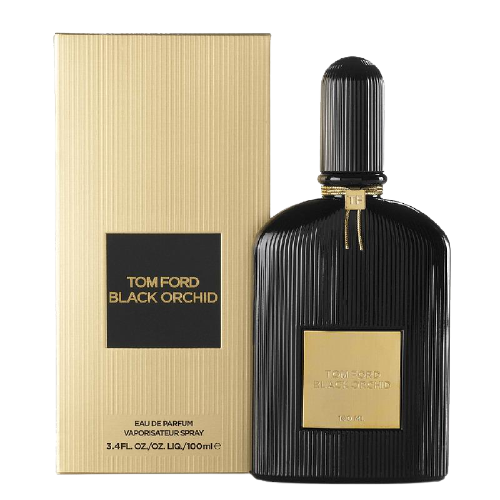 TOM FORD
BLACK ORCHID
EAU DE PARFUM
VAPORISATEUR SPRAY
3.4FL. OZ./OZ. LIQ./100ml℮
TF
TOM FORD
BLACK ORCHID